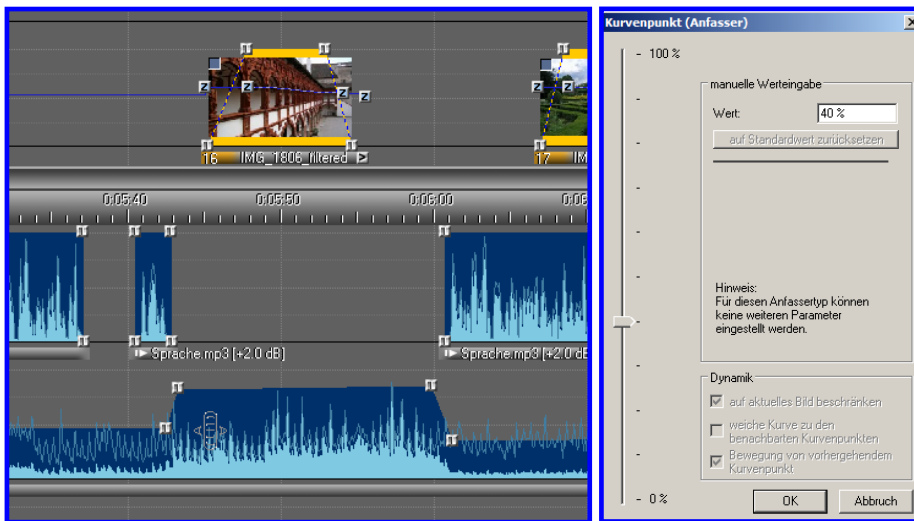 16 IMG_1806_filtered
17 IM
0:05:40 0:05:50 0:06:00 0:06
Sprache.mp3 [+2.0 dB]
Sprache.mp3 [+2.0 dB
Kurvenpunkt (Anfasser)
100 %
manuelle Werteingabe
Wert: 40 %
auf Standardwert zurücksetzen
Hinweis:
Für diesen Anfassertyp können
keine weiteren Parameter
eingestellt werden.
Dynamik
auf aktuelles Bild beschränken
weiche Kurve zu den
benachbarten Kurvenpunkten
Bewegung von vorhergehendem
Kurvenpunkt
0 %
OK Abbruch